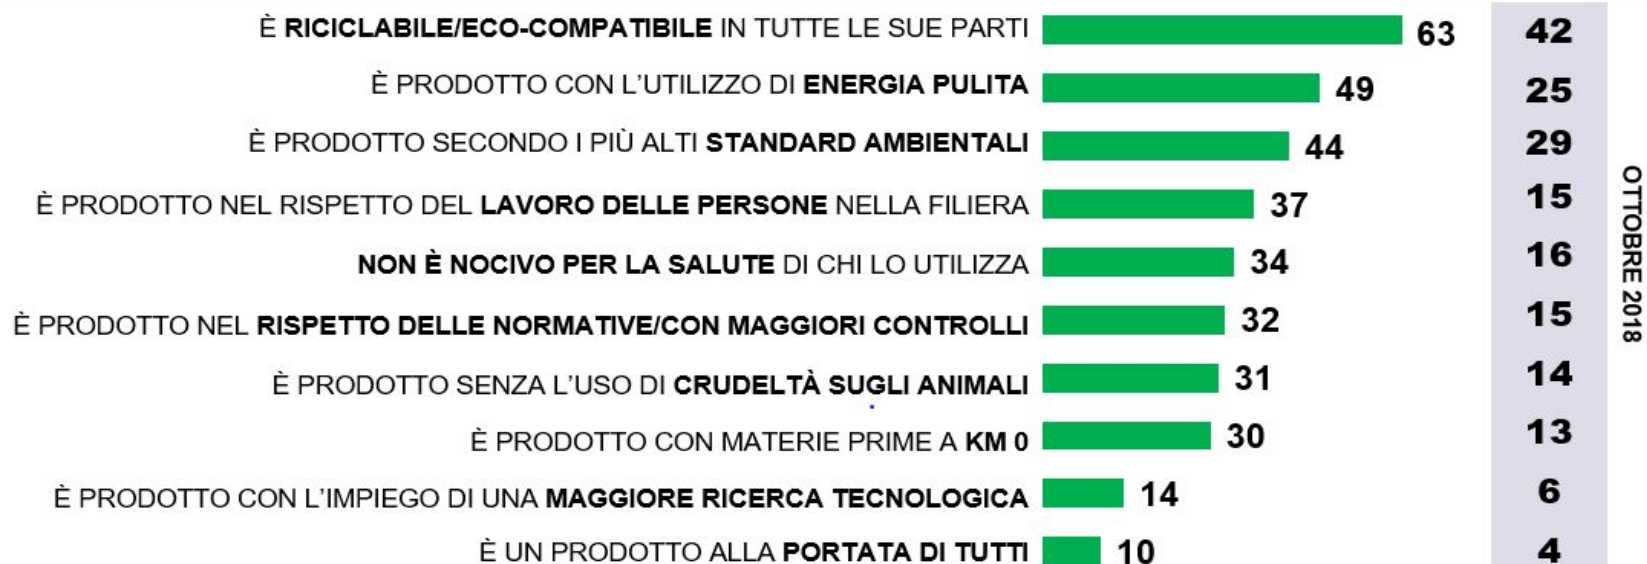 È RICICLABILE/ECO-COMPATIBILE IN TUTTE LE SUE PARTI 63 42
È PRODOTTO CON L'UTILIZZO DI ENERGIA PULITA 49 25
È PRODOTTO SECONDO I PIÙ ALTI STANDARD AMBIENTALI 44 29
È PRODOTTO NEL RISPETTO DEL LAVORO DELLE PERSONE NELLA FILIERA 37 15
NON È NOCIVO PER LA SALUTE DI CHI LO UTILIZZA 34 16
È PRODOTTO NEL RISPETTO DELLE NORMATIVE/CON MAGGIORI CONTROLLI 32 15
È PRODOTTO SENZA L'USO DI CRUDELTÀ SUGLI ANIMALI 31 14
È PRODOTTO CON MATERIE PRIME A KM 0 30 13
È PRODOTTO CON L'IMPIEGO DI UNA MAGGIORE RICERCA TECNOLOGICA 14 6
È UN PRODOTTO ALLA PORTATA DI TUTTI 10 4
OTTOBRE 2018